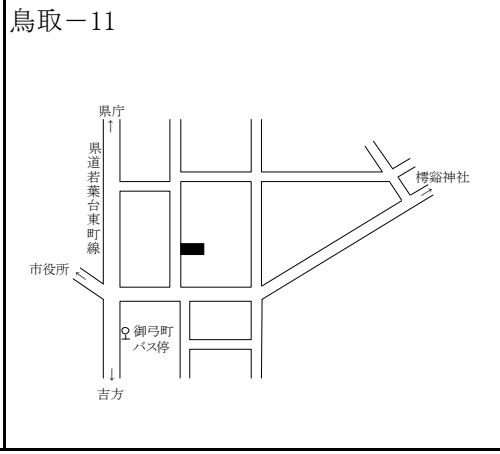 鳥取－11
県庁
↑
県道若葉台東町線
樗谿神社
市役所
御弓町
バス停
↓
吉方